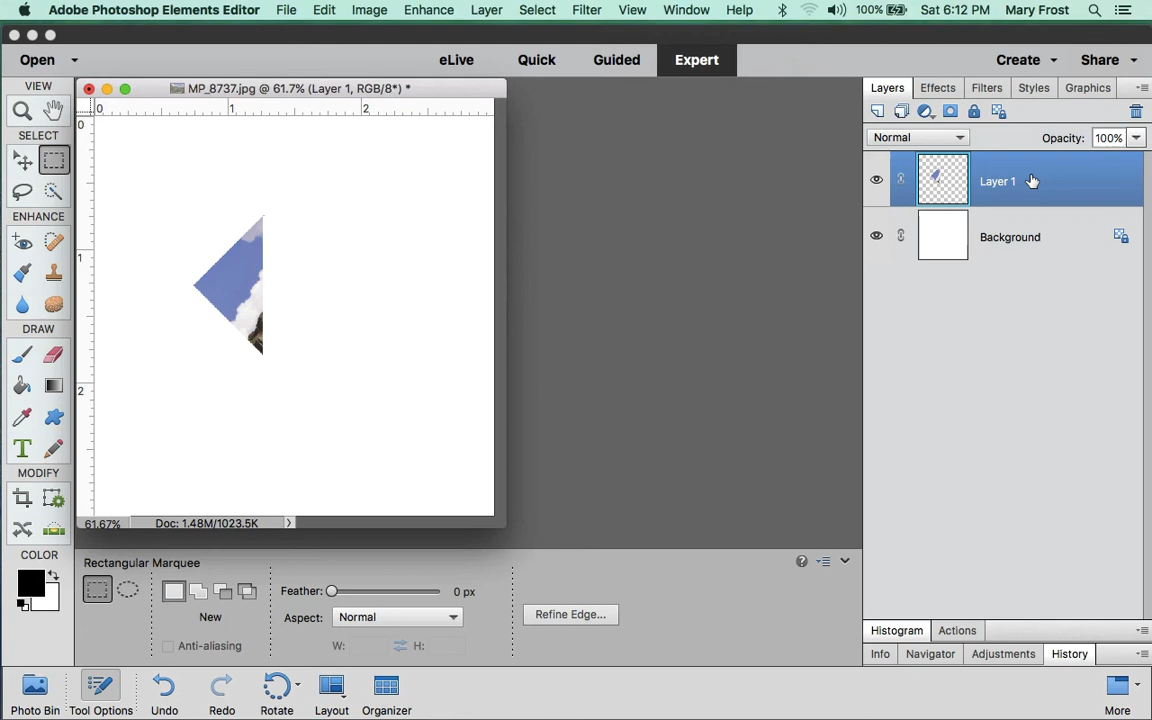 Adobe Photoshop Elements Editor File Edit Image Enhance Layer Select Filter View Window Help 100% Sat 6:12 PM Mary Frost
Open eLive Quick Guided Expert Create Share
VIEW
SELECT
ENHANCE
DRAW
MODIFY
COLOR
MP_8737.jpg @ 61.7% (Layer 1, RGB/8*) *
0 1 2
0
1
2
61.67% Doc: 1.48M/1023.5K
Layers Effects Filters Styles Graphics
Normal Opacity: 100%
Layer 1
Background
Rectangular Marquee
New
Anti-aliasing
Feather: 0 px
Aspect: Normal
W: H:
Refine Edge...
Histogram Actions
Info Navigator Adjustments History
Photo Bin Tool Options Undo Redo Rotate Layout Organizer More